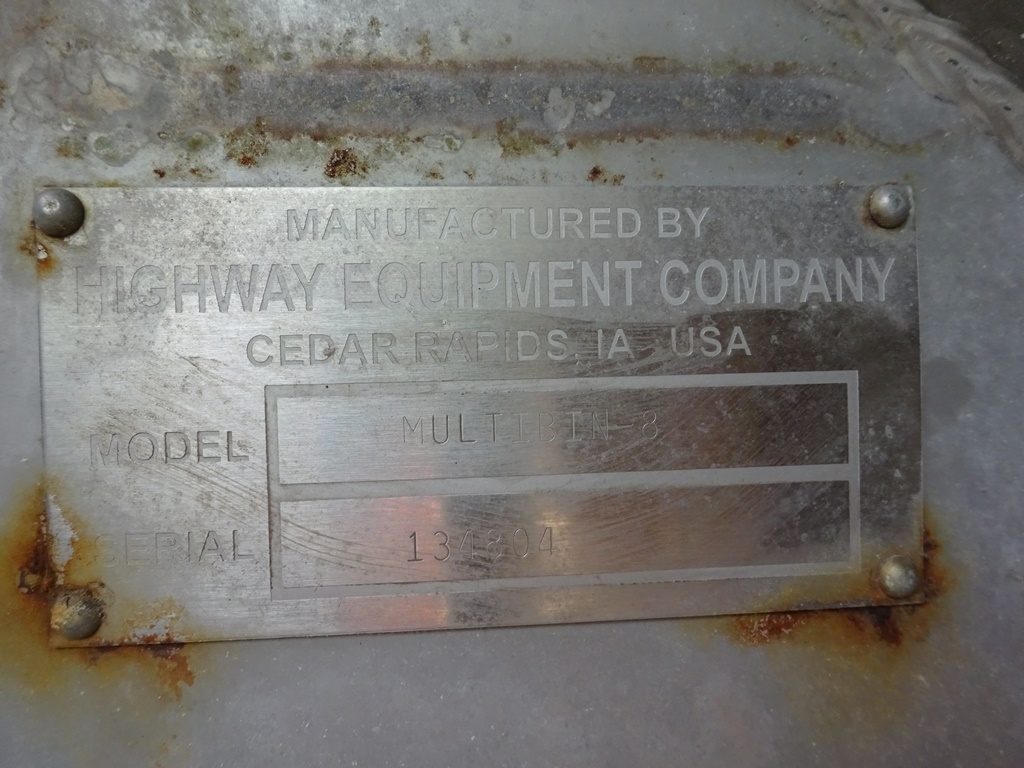 MANUFACTURED BY
HIGHWAY EQUIPMENT COMPANY
CEDAR RAPIDS, IA USA
MODEL MULTIBIN-8
SERIAL 134804